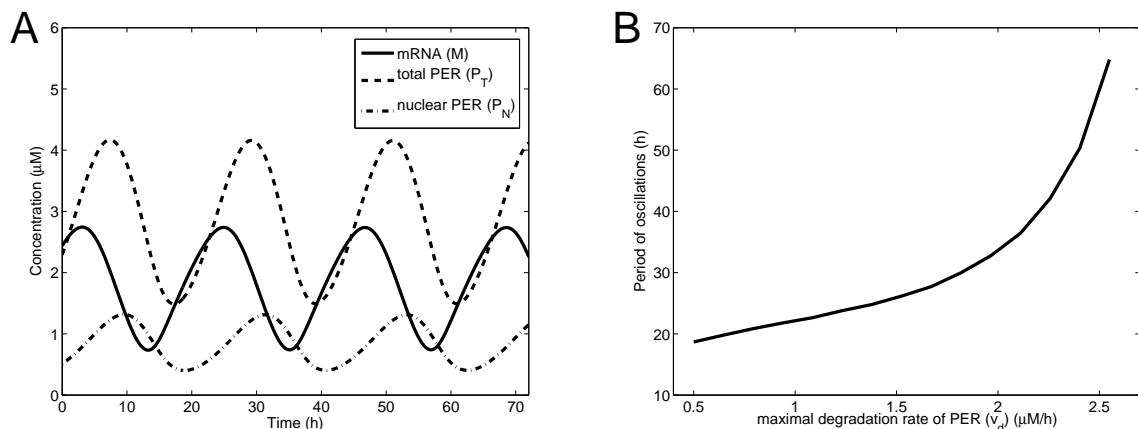 A
Concentration (μM)
6
5
4
3
2
1
0
mRNA (M)
total PER (P_T)
nuclear PER (P_N)
0 10 20 30 40 50 60 70
Time (h)
B
Period of oscillations (h)
70
60
50
40
30
20
10
0.5 1 1.5 2 2.5
maximal degradation rate of PER (v_d) (μM/h)